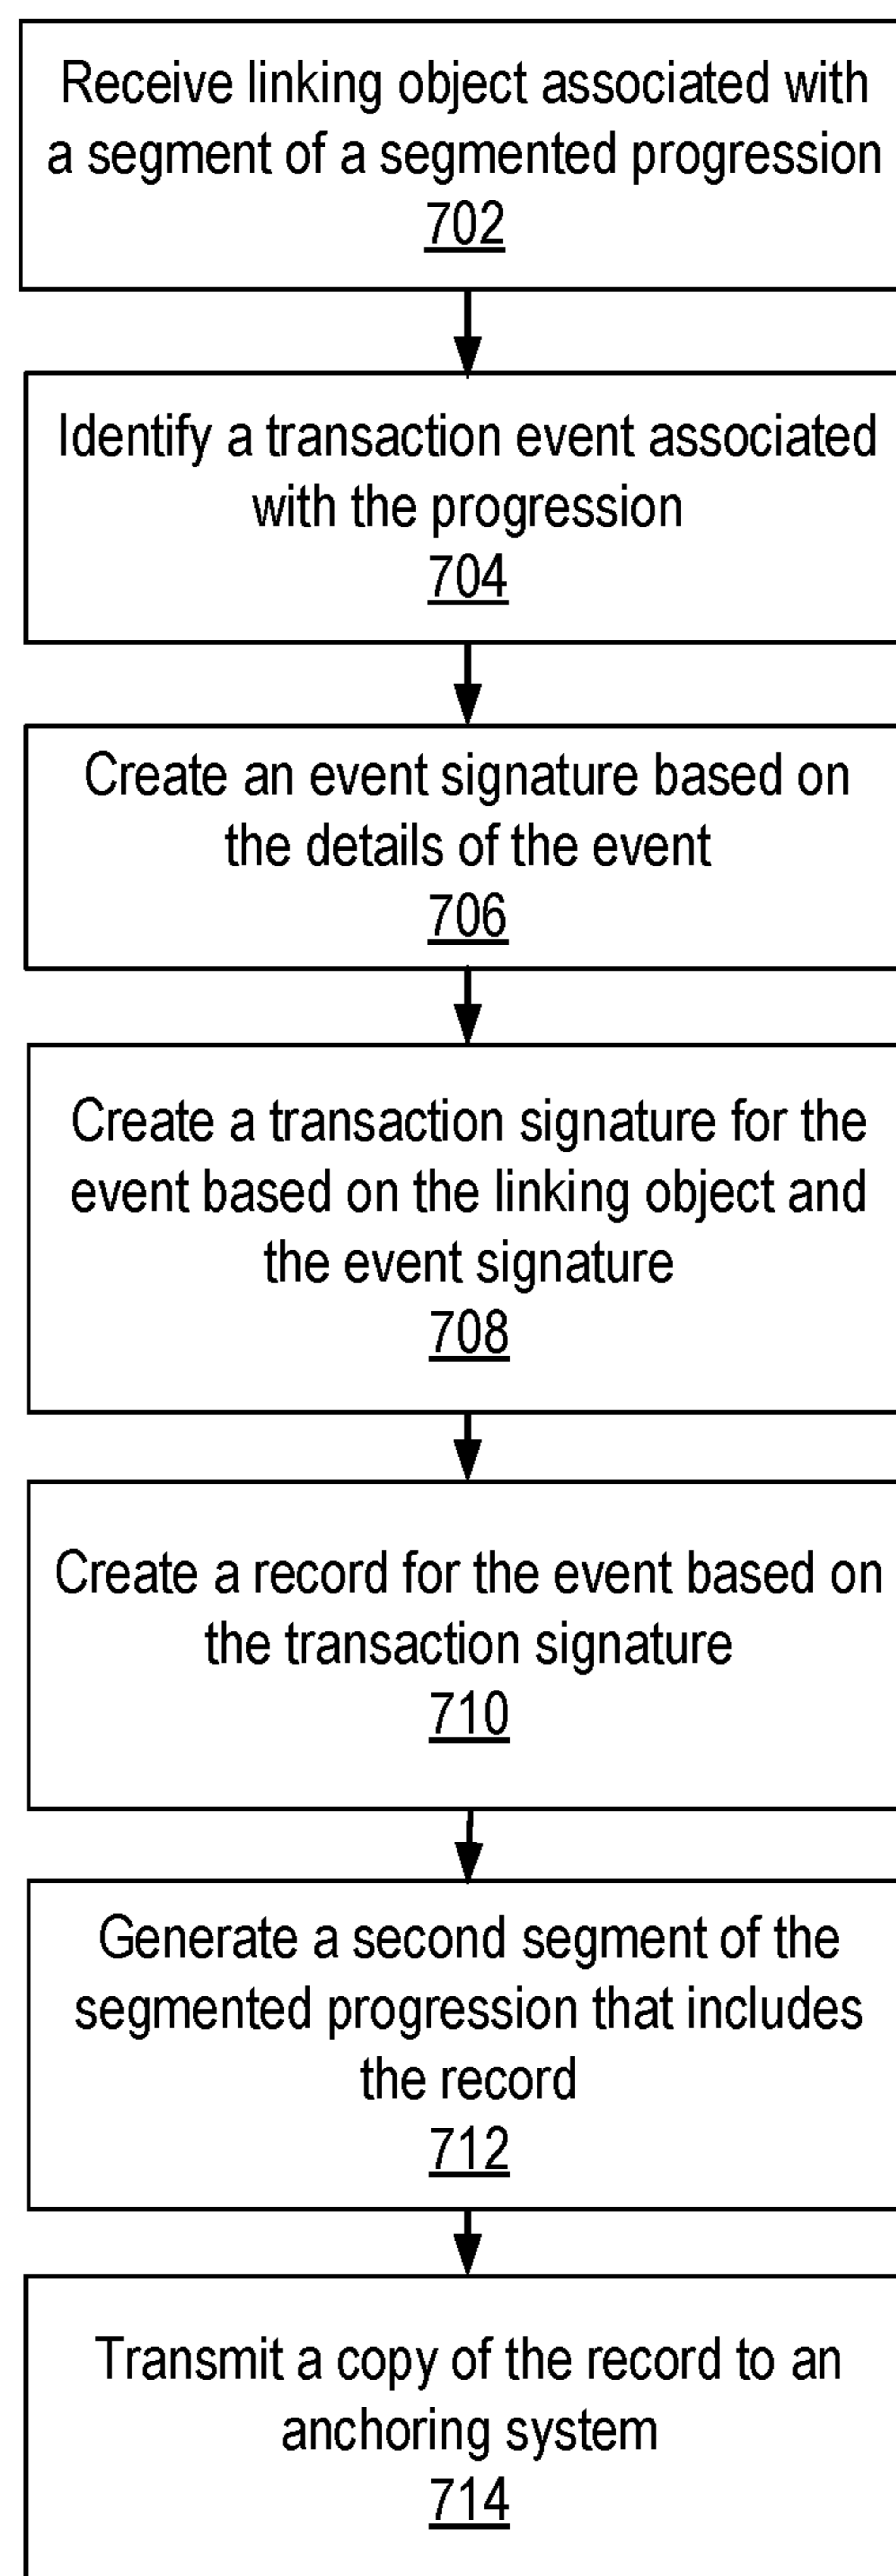 Receive linking object associated with
a segment of a segmented progression
702
Identify a transaction event associated
with the progression
704
Create an event signature based on
the details of the event
706
Create a transaction signature for the
event based on the linking object and
the event signature
708
Create a record for the event based on
the transaction signature
710
Generate a second segment of the
segmented progression that includes
the record
712
Transmit a copy of the record to an
anchoring system
714